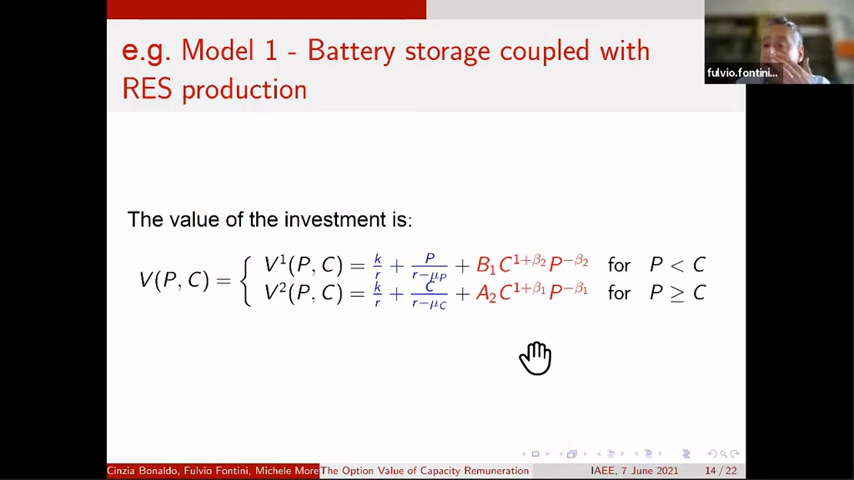 e.g. Model 1 - Battery storage coupled with
RES production
fulvio.fontini...
The value of the investment is:
V(P, C) = { V¹(P, C) = k/r + P/(r−μ_P) + B₁C^{1+β₂}P^{−β₂} for P < C
V²(P, C) = k/r + C/(r−μ_C) + A₂C^{1+β₁}P^{−β₁} for P ≥ C
Cinzia Bonaldo, Fulvio Fontini, Michele More The Option Value of Capacity Remuneration IAEE, 7 June 2021 14 / 22